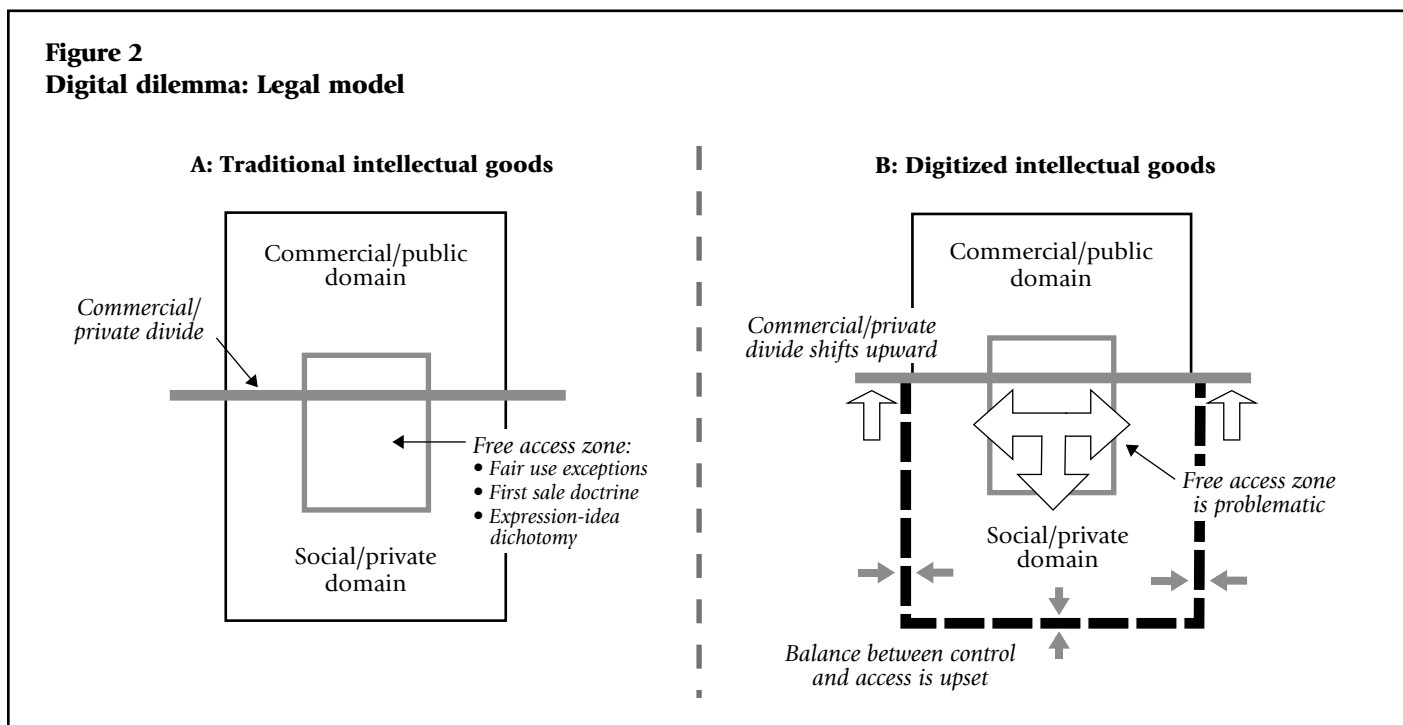 Figure 2
Digital dilemma: Legal model
A: Traditional intellectual goods
Commercial/public
domain
Commercial/
private divide
Free access zone:
• Fair use exceptions
• First sale doctrine
• Expression-idea
dichotomy
Social/private
domain
B: Digitized intellectual goods
Commercial/public
domain
Commercial/private
divide shifts upward
Free access zone
is problematic
Social/private
domain
Balance between control
and access is upset